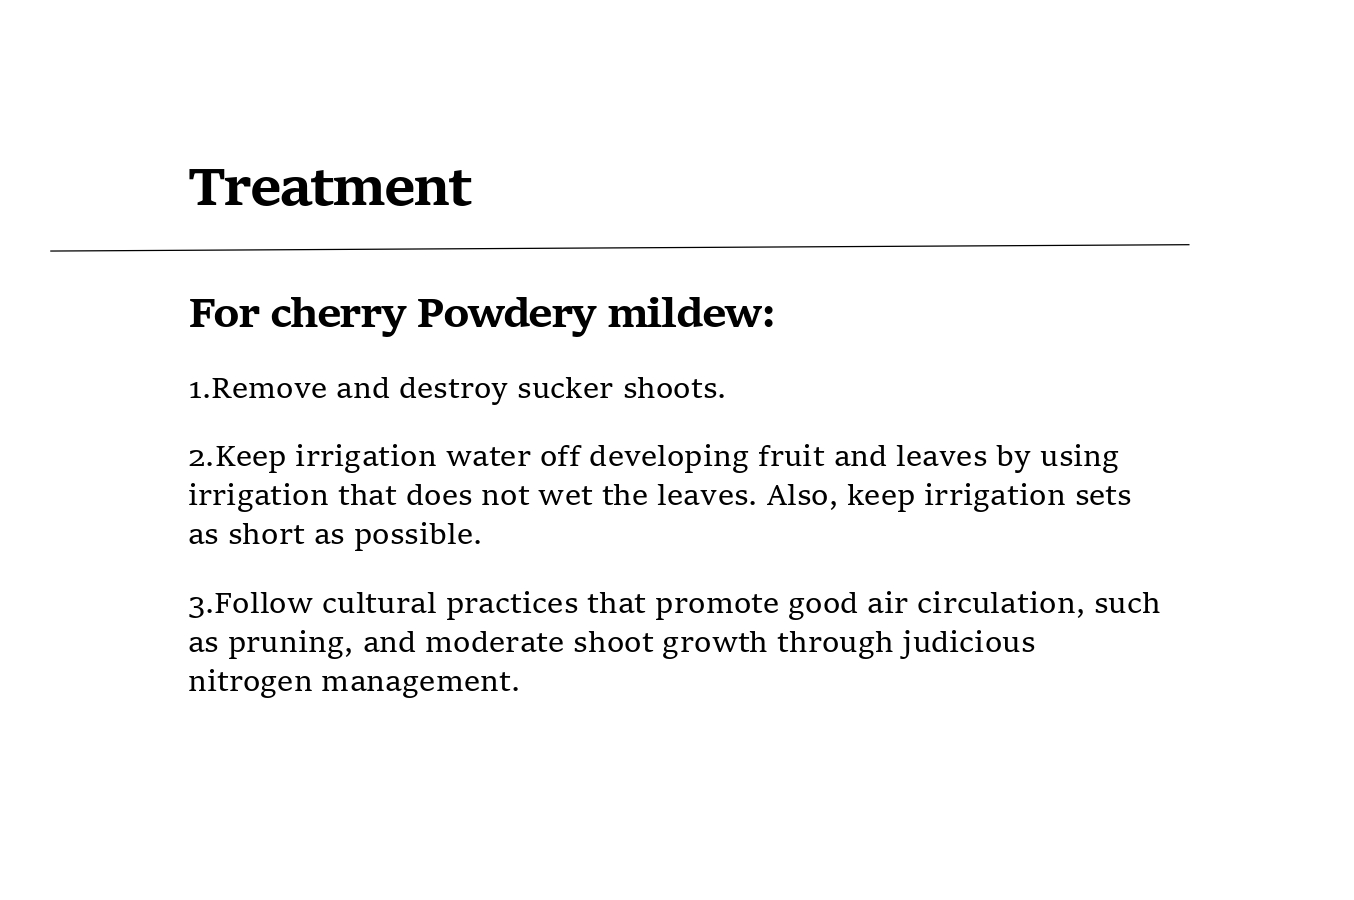 Treatment
For cherry Powdery mildew:
1.Remove and destroy sucker shoots.
2.Keep irrigation water off developing fruit and leaves by using
irrigation that does not wet the leaves. Also, keep irrigation sets
as short as possible.
3.Follow cultural practices that promote good air circulation, such
as pruning, and moderate shoot growth through judicious
nitrogen management.